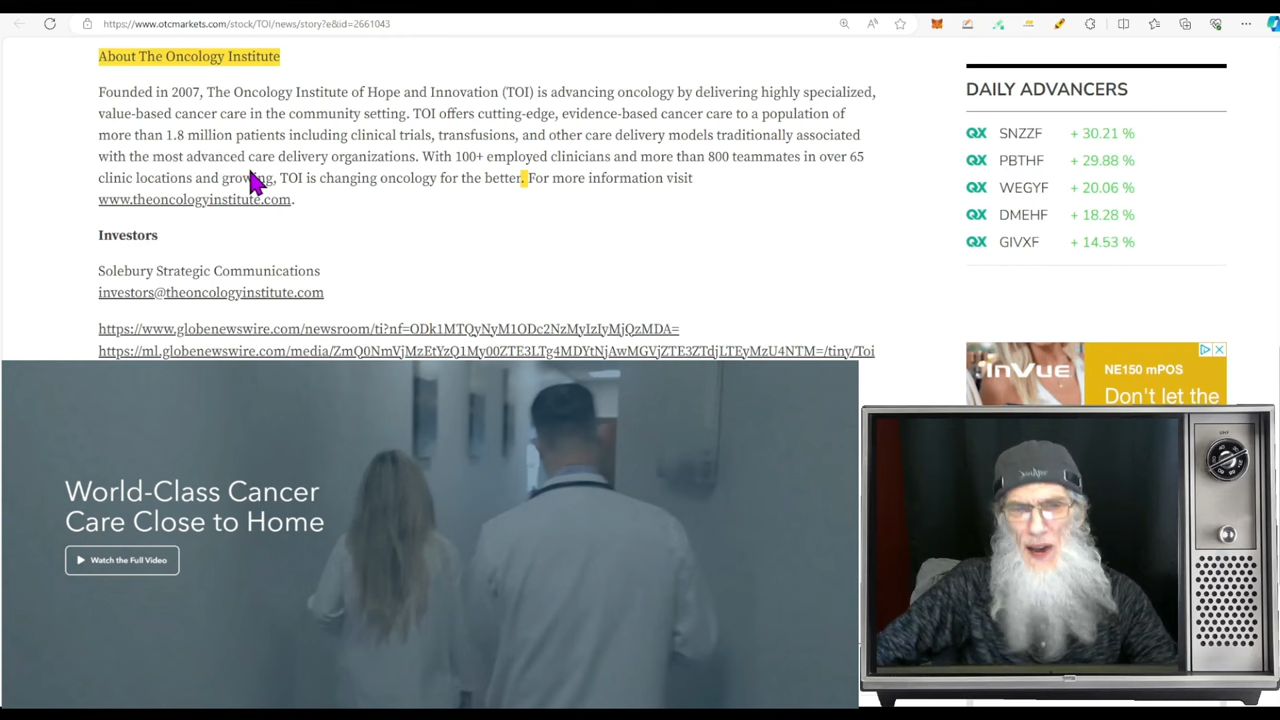 https://www.otcmarkets.com/stock/TOI/news/story?e&id=2661043
About The Oncology Institute
Founded in 2007, The Oncology Institute of Hope and Innovation (TOI) is advancing oncology by delivering highly specialized,
value-based cancer care in the community setting. TOI offers cutting-edge, evidence-based cancer care to a population of
more than 1.8 million patients including clinical trials, transfusions, and other care delivery models traditionally associated
with the most advanced care delivery organizations. With 100+ employed clinicians and more than 800 teammates in over 65
clinic locations and growing, TOI is changing oncology for the better. For more information visit
www.theoncologyinstitute.com.
Investors
Solebury Strategic Communications
investors@theoncologyinstitute.com
https://www.globenewswire.com/newsroom/ti?nf=ODk1MTQyNyM1ODc2NzMyIzIyMjQzMDA=
https://ml.globenewswire.com/media/ZmQ0NmVjMzEtYzQ1My00ZTE3LTg4MDYtNjAwMGVjZTE3ZTdjLTEyMzU4NTM=/tiny/Toi
DAILY ADVANCERS
QX SNZZF + 30.21 %
QX PBTHF + 29.88 %
QX WEGYF + 20.06 %
QX DMEHF + 18.28 %
QX GIVXF + 14.53 %
InVue
NE150 mPOS
Don't let the
World-Class Cancer
Care Close to Home
Watch the Full Video